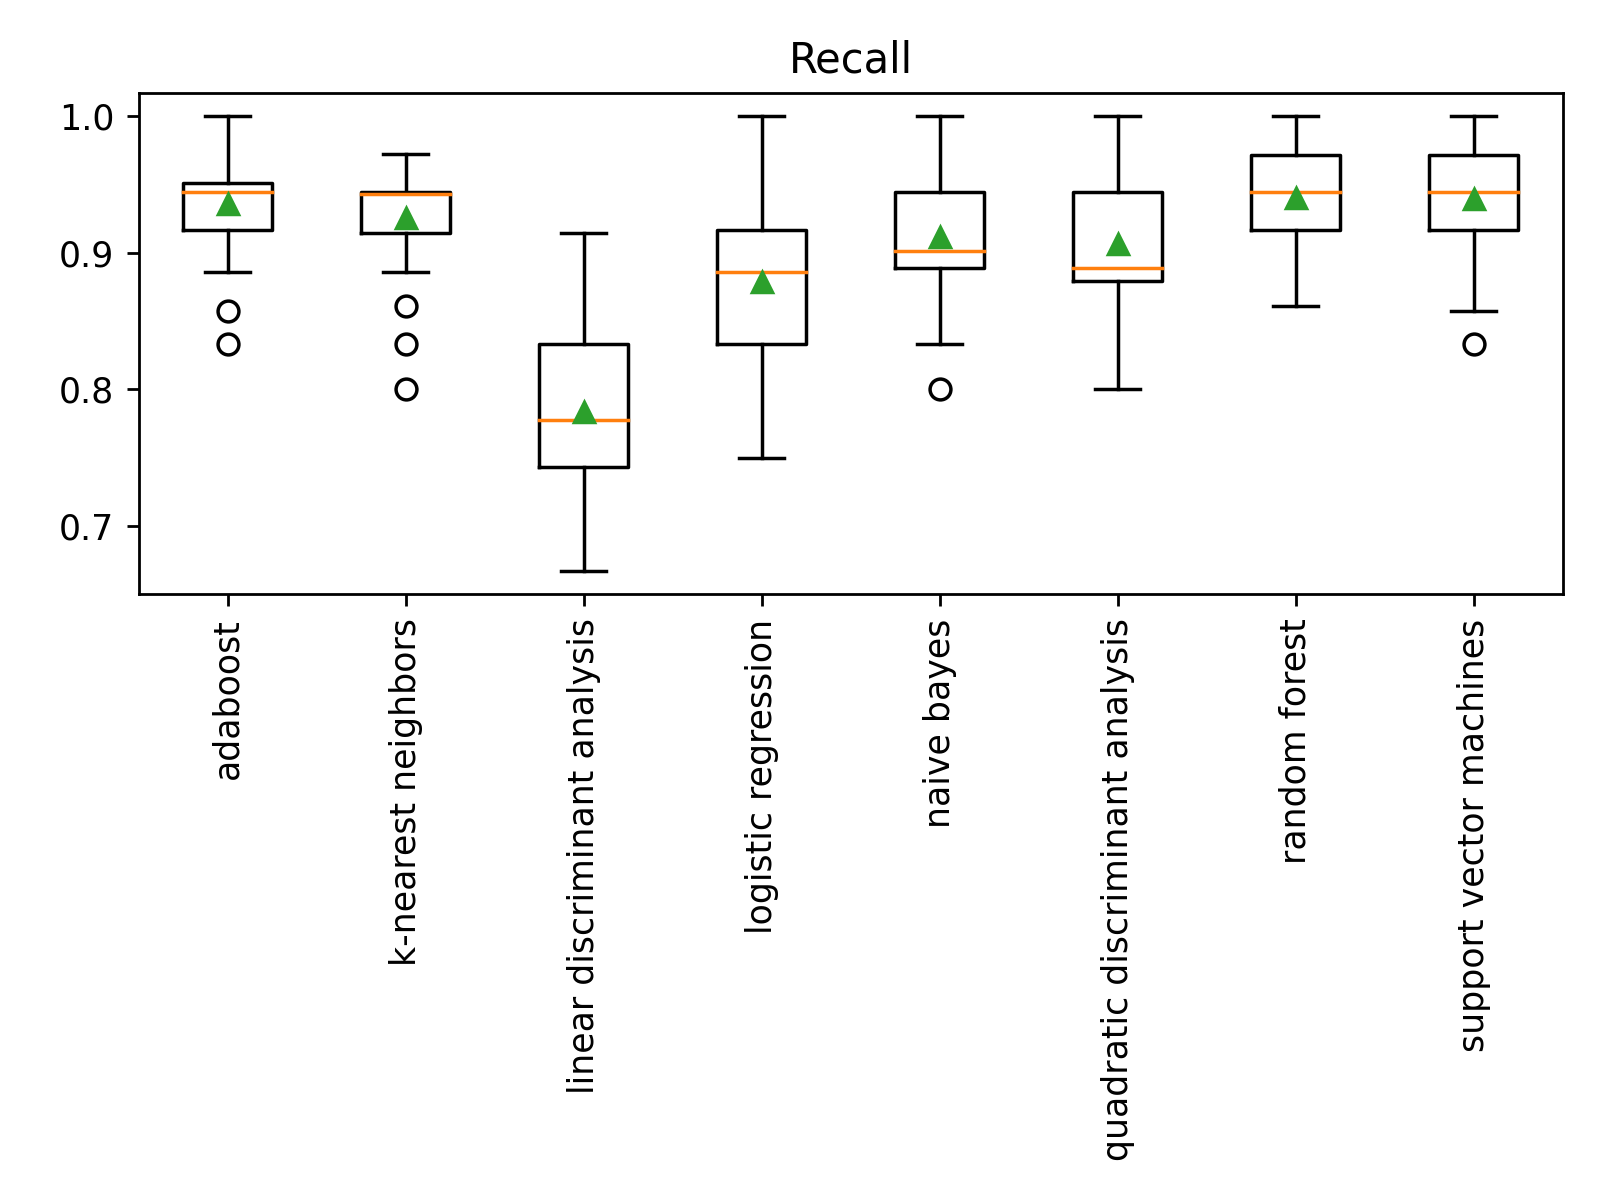 Recall
1.0
0.9
0.8
0.7
adaboost
k-nearest neighbors
linear discriminant analysis
logistic regression
naive bayes
quadratic discriminant analysis
random forest
support vector machines